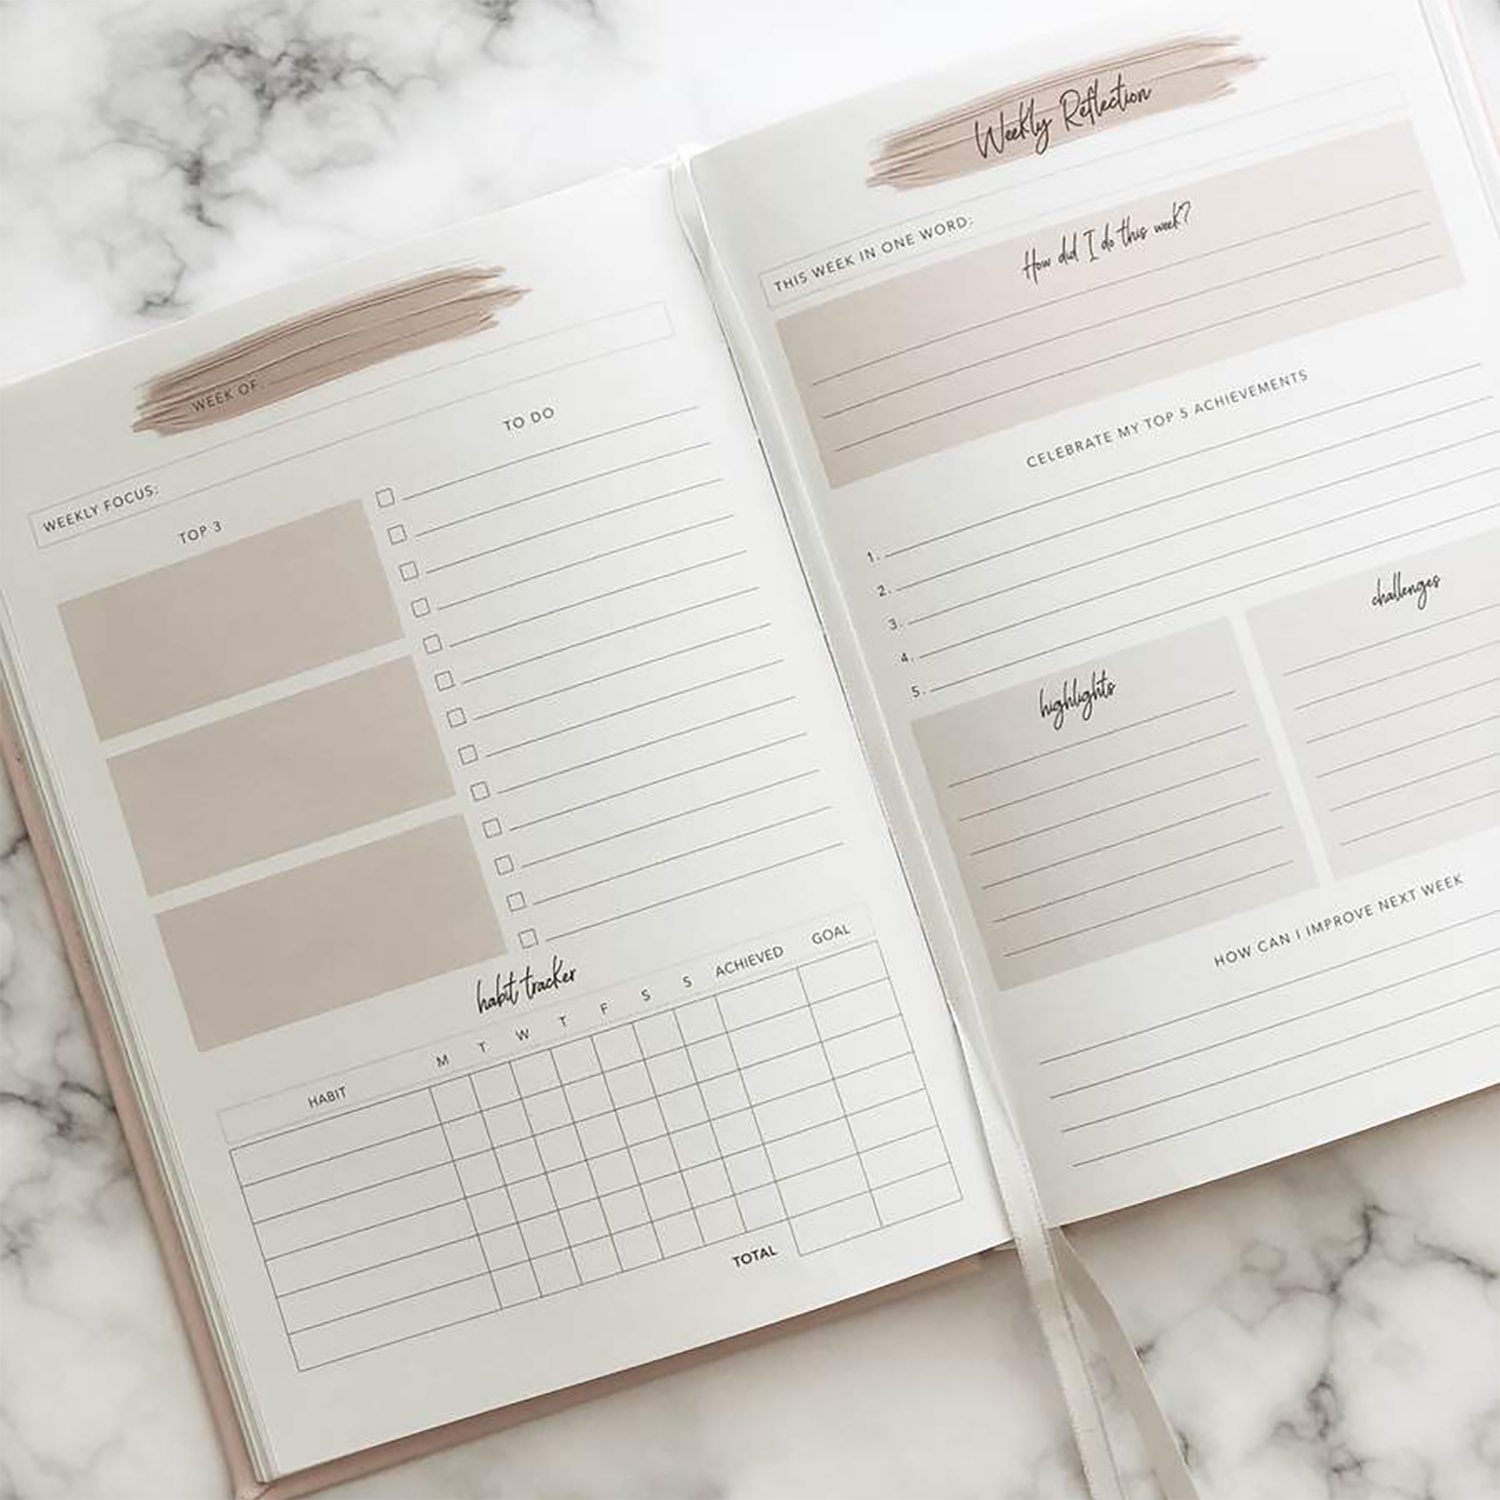 WEEK OF:
WEEKLY FOCUS:
TOP 3
TO DO
habit tracker
HABIT M T W T F S S ACHIEVED GOAL
TOTAL
Weekly Reflection
THIS WEEK IN ONE WORD:
How did I do this week?
CELEBRATE MY TOP 5 ACHIEVEMENTS
1.
2.
3.
4.
5.
highlights
challenges
HOW CAN I IMPROVE NEXT WEEK